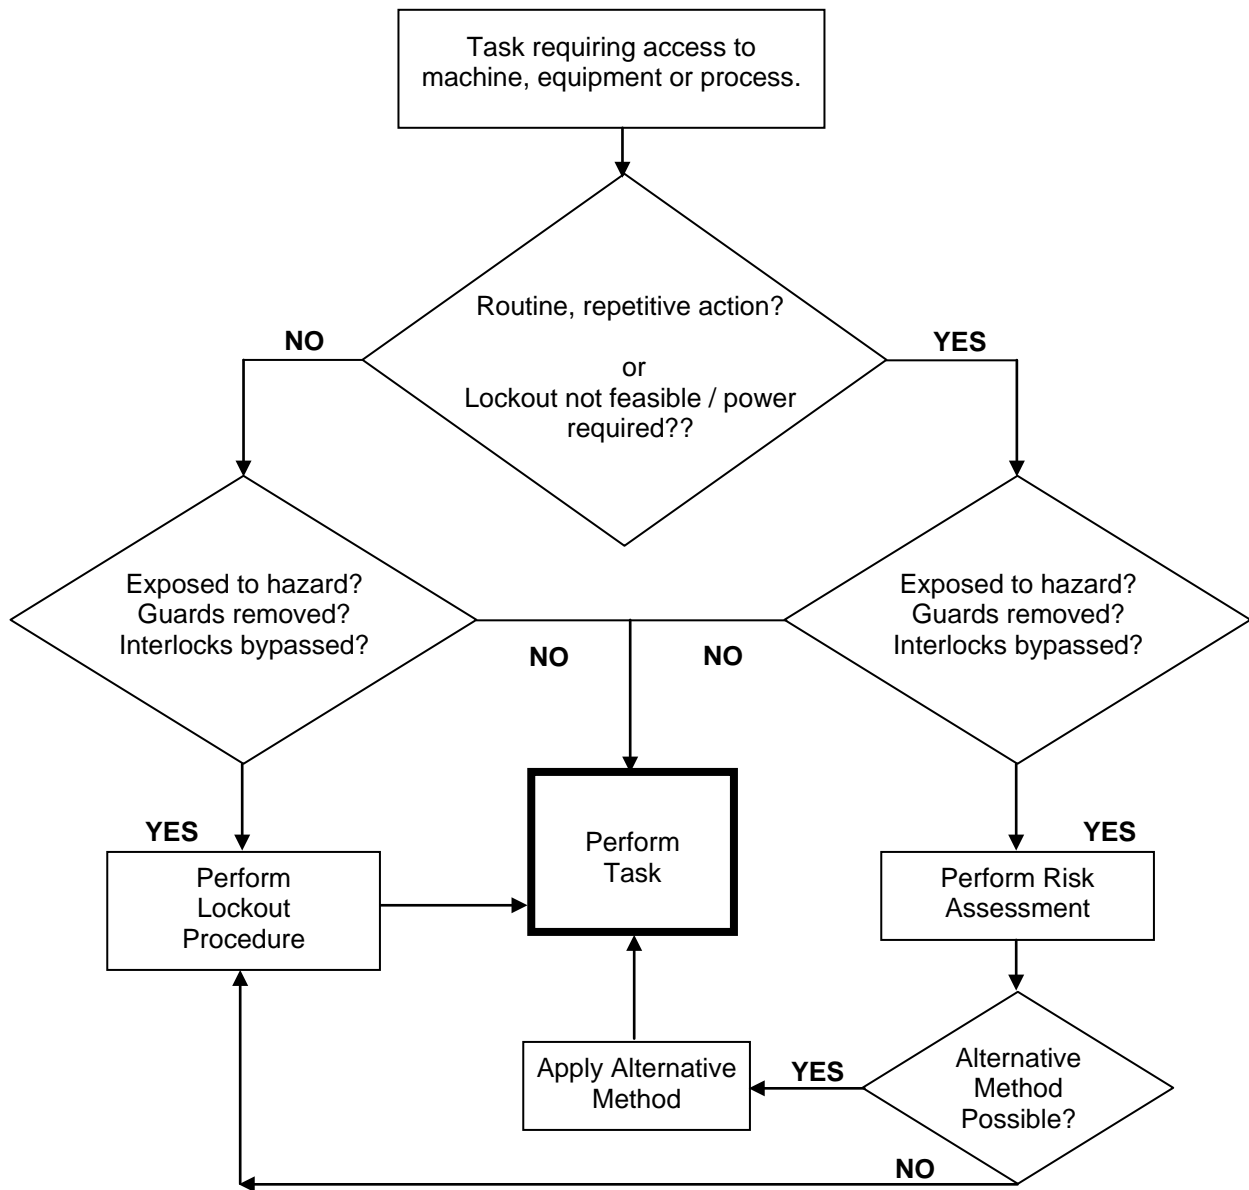 Task requiring access to
machine, equipment or process.
Routine, repetitive action?
or
Lockout not feasible / power
required??
NO
YES
Exposed to hazard?
Guards removed?
Interlocks bypassed?
Exposed to hazard?
Guards removed?
Interlocks bypassed?
NO
NO
YES
YES
Perform
Lockout
Procedure
Perform
Task
Perform Risk
Assessment
Apply Alternative
Method
YES
Alternative
Method
Possible?
NO